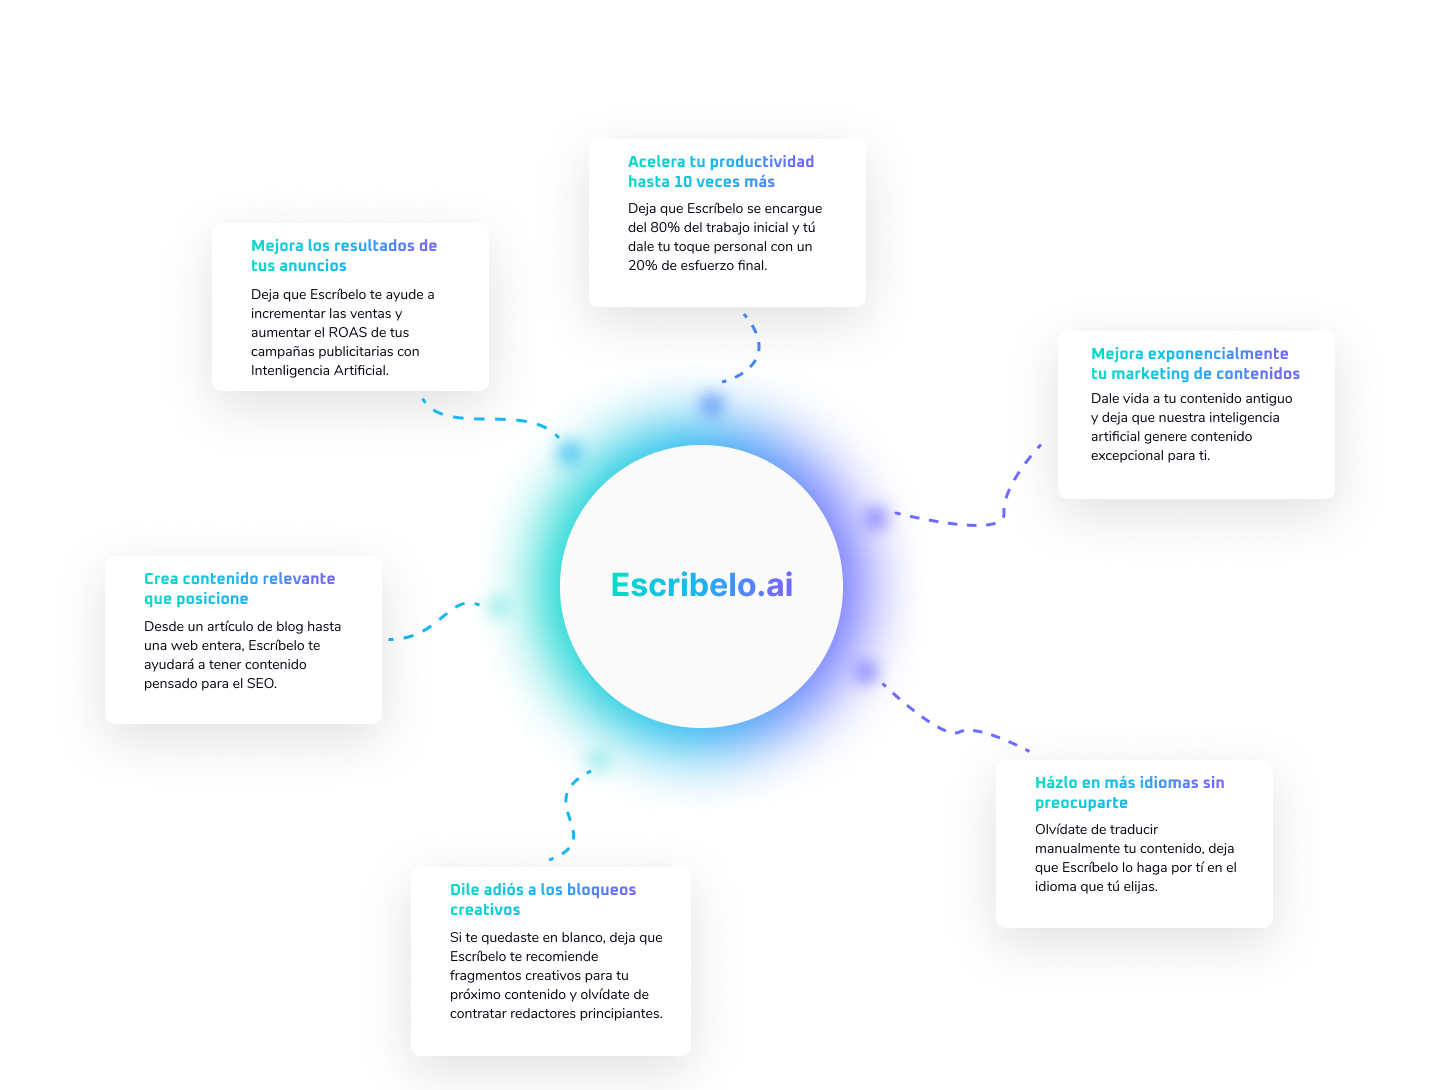 Acelera tu productividad
hasta 10 veces más
Deja que Escríbelo se encargue
del 80% del trabajo inicial y tú
dale tu toque personal con un
20% de esfuerzo final.
Mejora los resultados de
tus anuncios
Deja que Escríbelo te ayude a
incrementar las ventas y
aumentar el ROAS de tus
campañas publicitarias con
Intenligencia Artificial.
Mejora exponencialmente
tu marketing de contenidos
Dale vida a tu contenido antiguo
y deja que nuestra inteligencia
artificial genere contenido
excepcional para ti.
Escribelo.ai
Crea contenido relevante
que posicione
Desde un artículo de blog hasta
una web entera, Escríbelo te
ayudará a tener contenido
pensado para el SEO.
Házlo en más idiomas sin
preocuparte
Olvídate de traducir
manualmente tu contenido, deja
que Escríbelo lo haga por tí en el
idioma que tú elijas.
Dile adiós a los bloqueos
creativos
Si te quedaste en blanco, deja que
Escríbelo te recomiende
fragmentos creativos para tu
próximo contenido y olvídate de
contratar redactores principiantes.